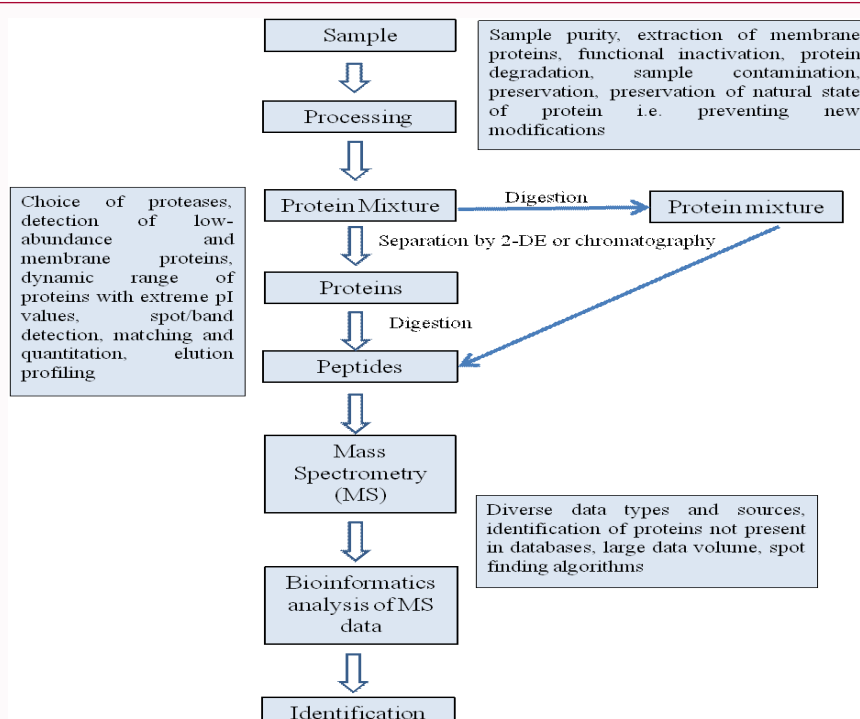 Sample
Sample purity, extraction of membrane
proteins, functional inactivation, protein
degradation, sample contamination,
preservation, preservation of natural state
of protein i.e. preventing new
modifications
Processing
Choice of proteases,
detection of low-
abundance and
membrane proteins,
dynamic range of
proteins with extreme pI
values, spot/band
detection, matching and
quantitation, elution
profiling
Protein Mixture
Digestion
Protein mixture
Separation by 2-DE or chromatography
Proteins
Digestion
Peptides
Mass
Spectrometry
(MS)
Diverse data types and sources,
identification of proteins not present
in databases, large data volume, spot
finding algorithms
Bioinformatics
analysis of MS
data
Identification